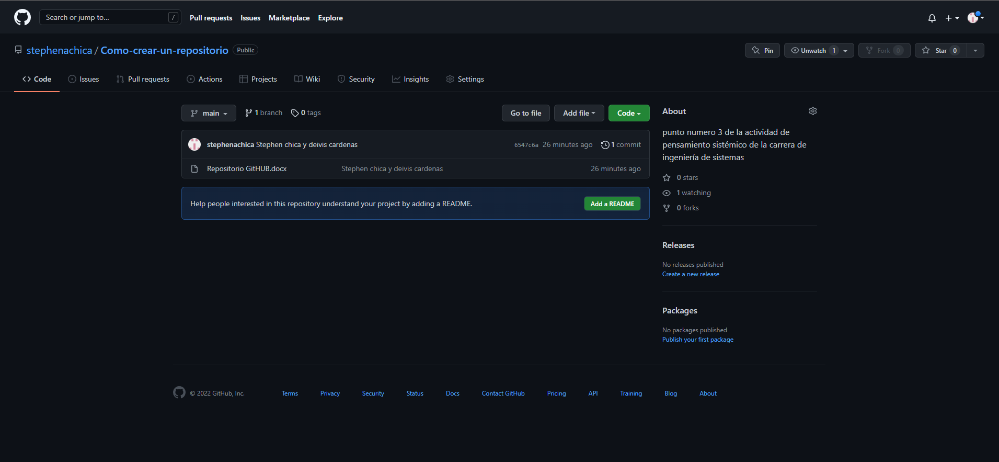 Search or jump to... /
Pull requests Issues Marketplace Explore
stephenachica / Como-crear-un-repositorio Public
Pin Unwatch 1 Fork 0 Star 0
Code Issues Pull requests Actions Projects Wiki Security Insights Settings
main 1 branch 0 tags Go to file Add file Code
stephenachica Stephen chica y deivis cardenas 6547c6a 26 minutes ago 1 commit
Repositorio GitHUB.docx Stephen chica y deivis cardenas 26 minutes ago
Help people interested in this repository understand your project by adding a README. Add a README
About
punto numero 3 de la actividad de
pensamiento sistémico de la carrera de
ingeniería de sistemas
0 stars
1 watching
0 forks
Releases
No releases published
Create a new release
Packages
No packages published
Publish your first package
© 2022 GitHub, Inc. Terms Privacy Security Status Docs Contact GitHub Pricing API Training Blog About